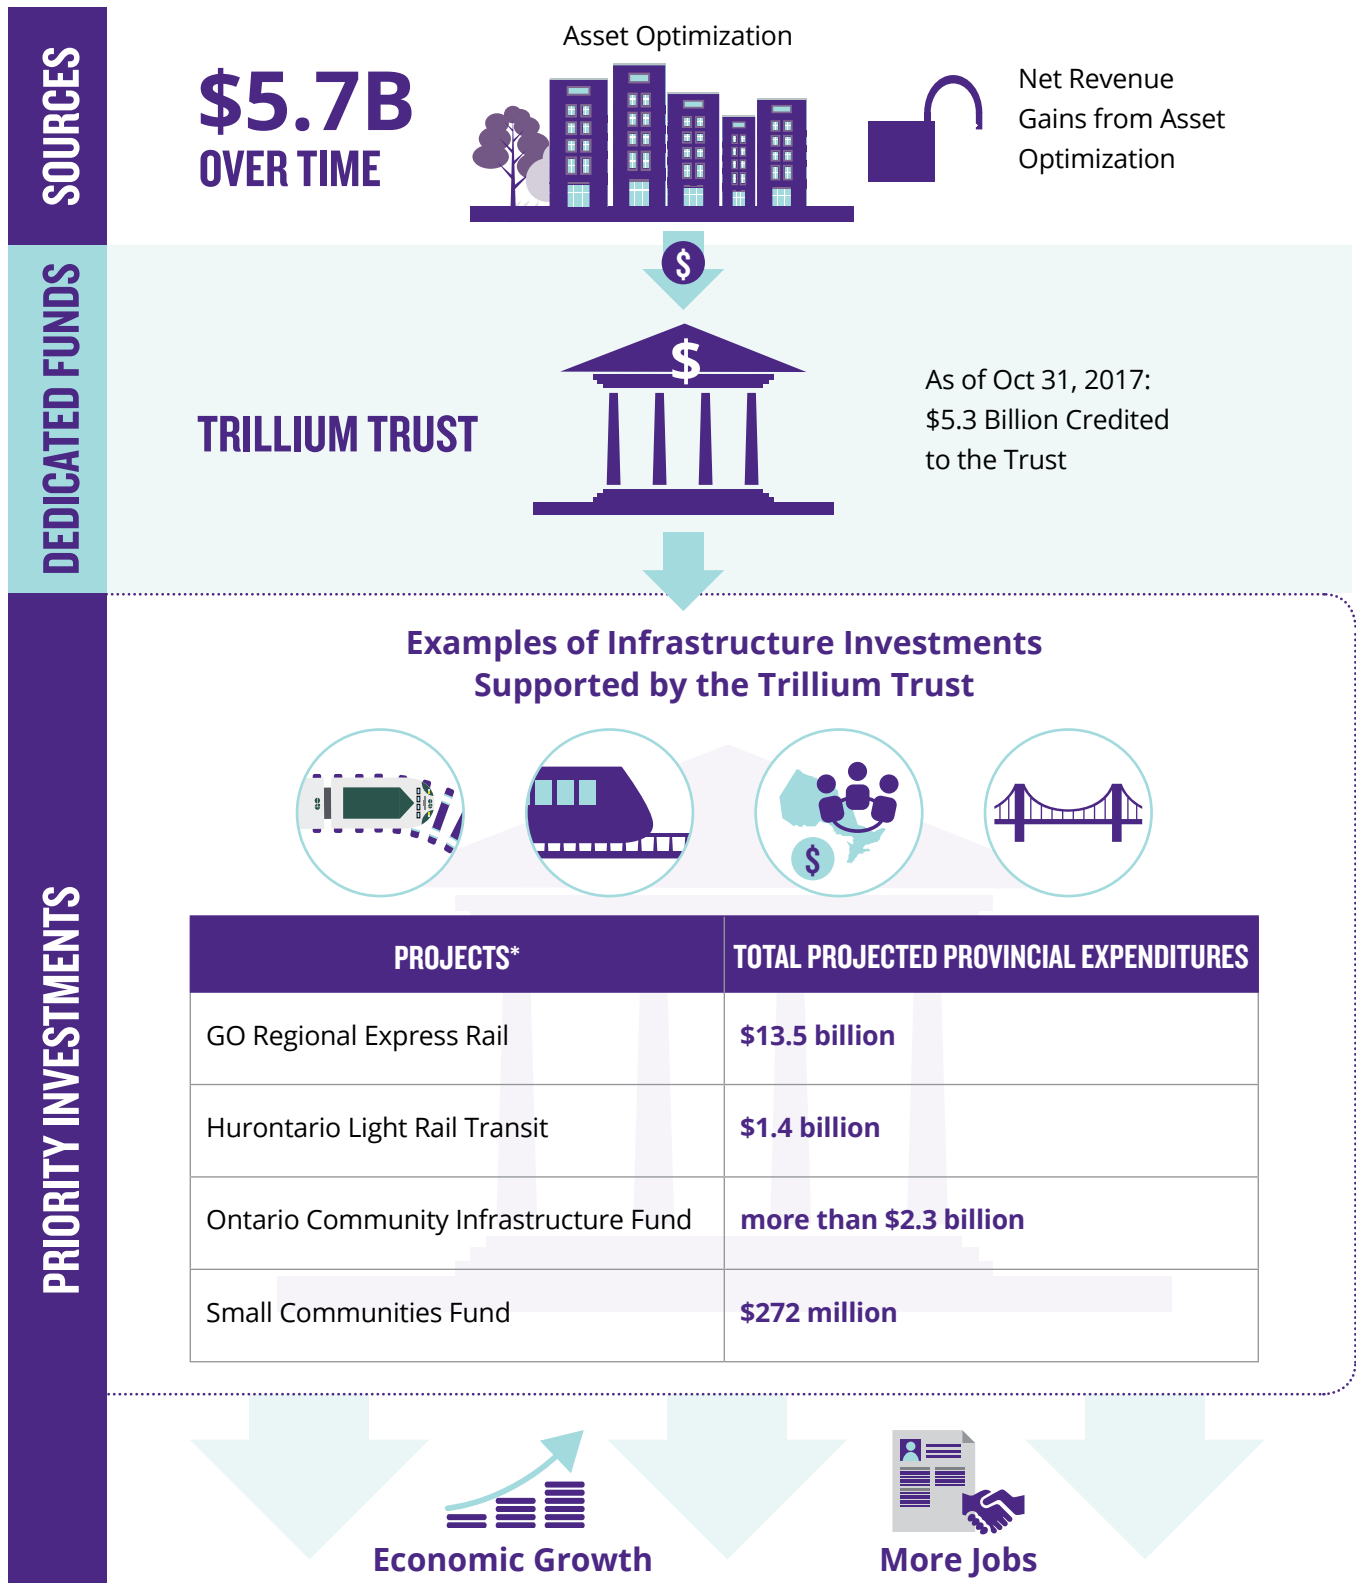 SOURCES
$5.7B
OVER TIME
Asset Optimization
Net Revenue
Gains from Asset
Optimization
$
DEDICATED FUNDS
TRILLIUM TRUST
$
As of Oct 31, 2017:
$5.3 Billion Credited
to the Trust
PRIORITY INVESTMENTS
Examples of Infrastructure Investments
Supported by the Trillium Trust
$
PROJECTS* TOTAL PROJECTED PROVINCIAL EXPENDITURES
GO Regional Express Rail $13.5 billion
Hurontario Light Rail Transit $1.4 billion
Ontario Community Infrastructure Fund more than $2.3 billion
Small Communities Fund $272 million
Economic Growth
More Jobs